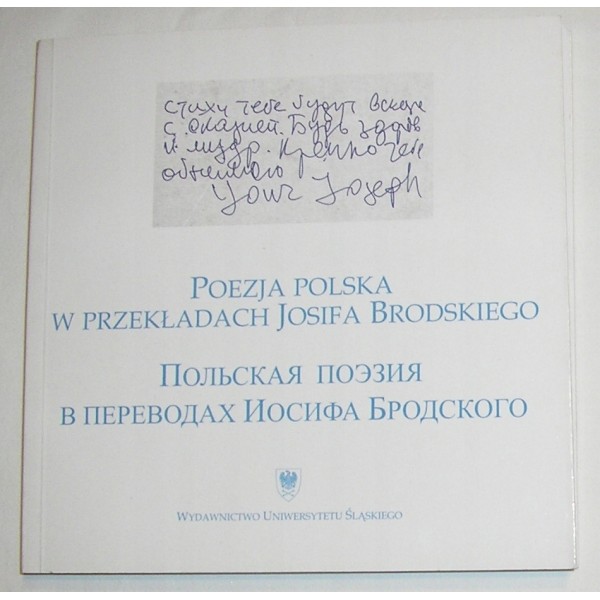 стихи тебе будут вскоре
с оказией. Будь здоров
и мудр. Крепко тебя
обнимаю
Your Joseph
POEZJA POLSKA
W PRZEKŁADACH JOSIFA BRODSKIEGO
ПОЛЬСКАЯ ПОЭЗИЯ
В ПЕРЕВОДАХ ИОСИФА БРОДСКОГО
WYDAWNICTWO UNIWERSYTETU ŚLĄSKIEGO